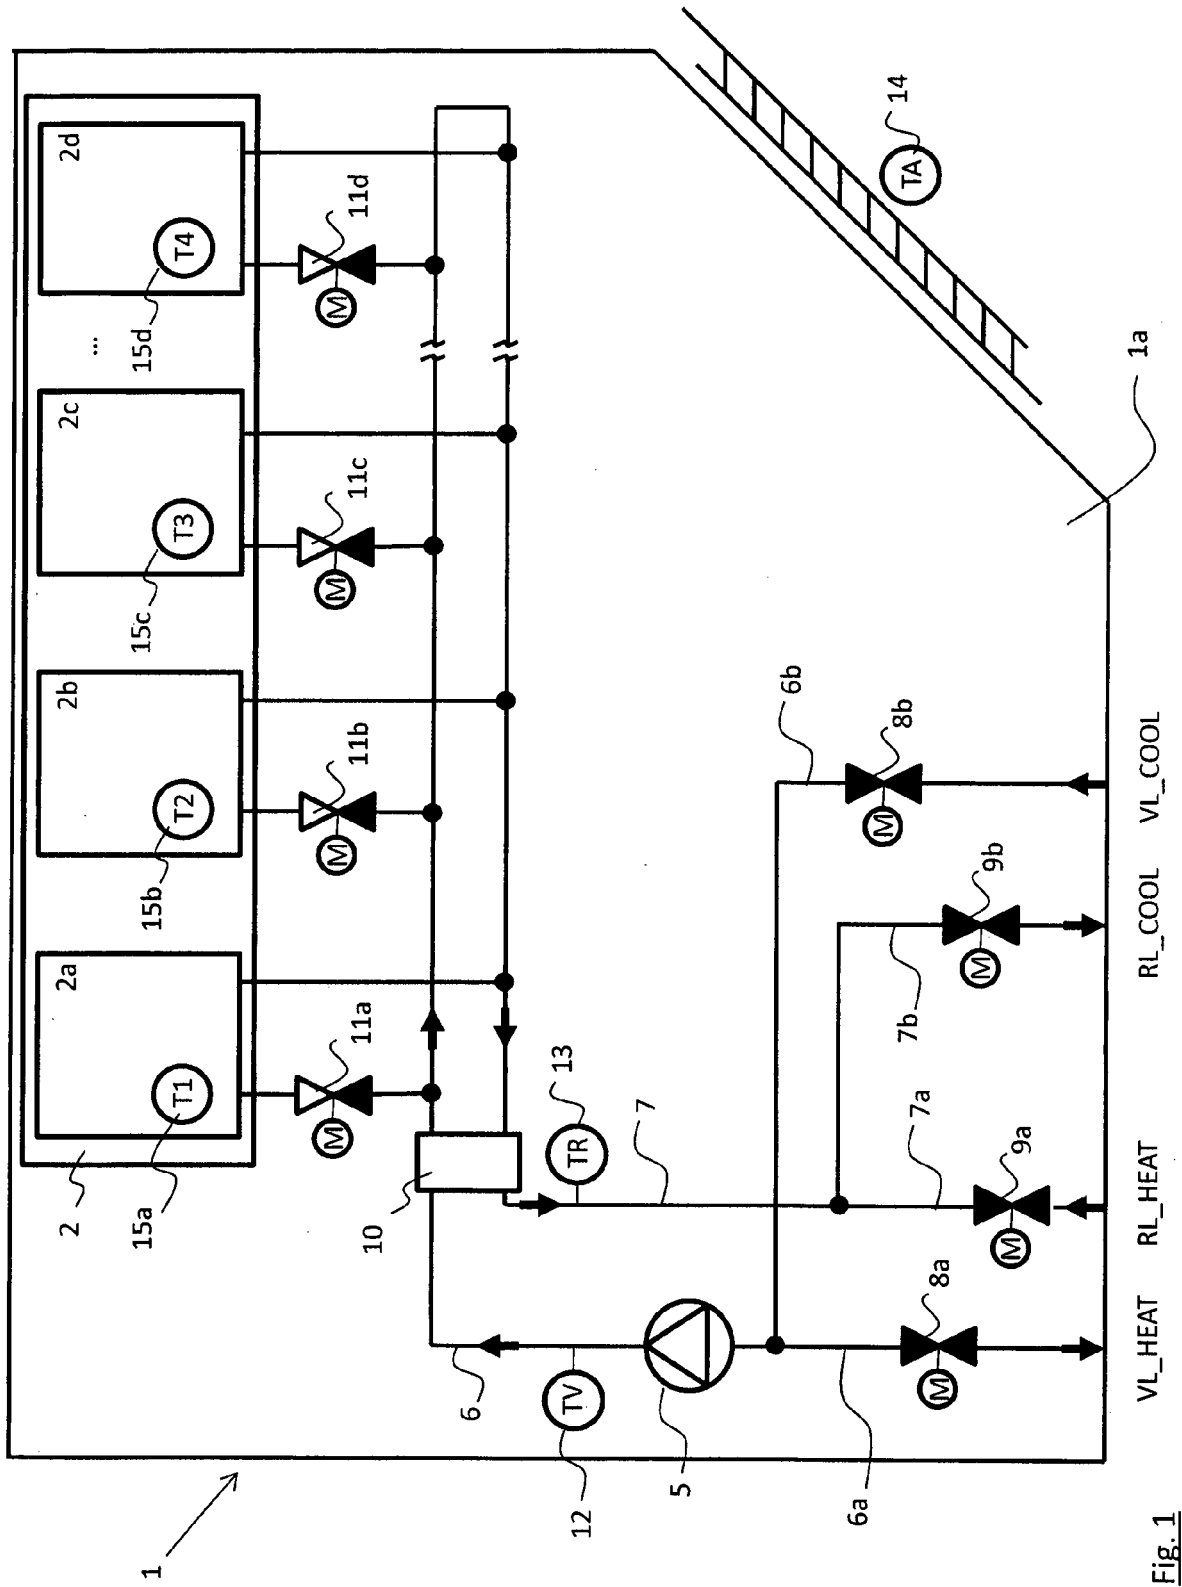 1
2
15a
T1
2a
15b
T2
2b
15c
T3
2c
...
15d
T4
2d
M
11a
M
11b
M
11c
M
11d
10
6
12
TV
TR
13
7
5
14
TA
6a
M
8a
7a
M
9a
7b
M
9b
6b
M
8b
1a
VL_HEAT
RL_HEAT
RL_COOL
VL_COOL
Fig. 1